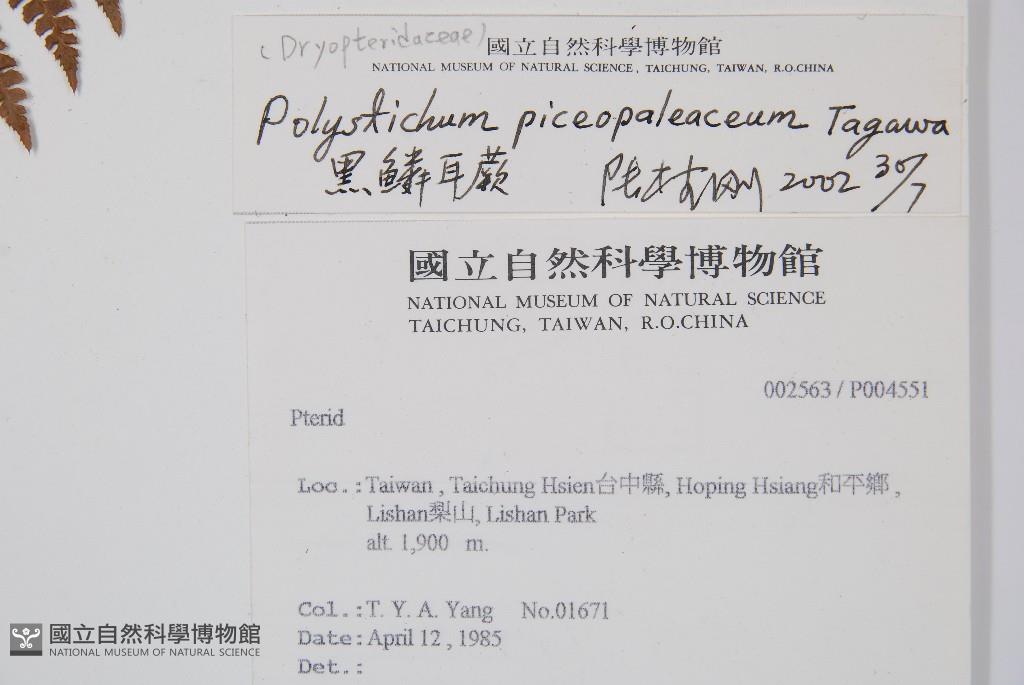 (Dryopteridaceae)
國立自然科學博物館
NATIONAL MUSEUM OF NATURAL SCIENCE, TAICHUNG, TAIWAN, R.O.CHINA
Polystichum piceopaleaceum Tagawa
黑鱗耳蕨 陆树刚 2002 30/7
國立自然科學博物館
NATIONAL MUSEUM OF NATURAL SCIENCE
TAICHUNG, TAIWAN, R.O.CHINA
002563 / P004551
Pterid
Loc.: Taiwan , Taichung Hsien台中縣, Hoping Hsiang和平鄉 ,
Lishan梨山, Lishan Park
alt. 1,900 m.
Col.: T. Y. A. Yang No.01671
Date: April 12 , 1985
Det.:
國立自然科學博物館
NATIONAL MUSEUM OF NATURAL SCIENCE